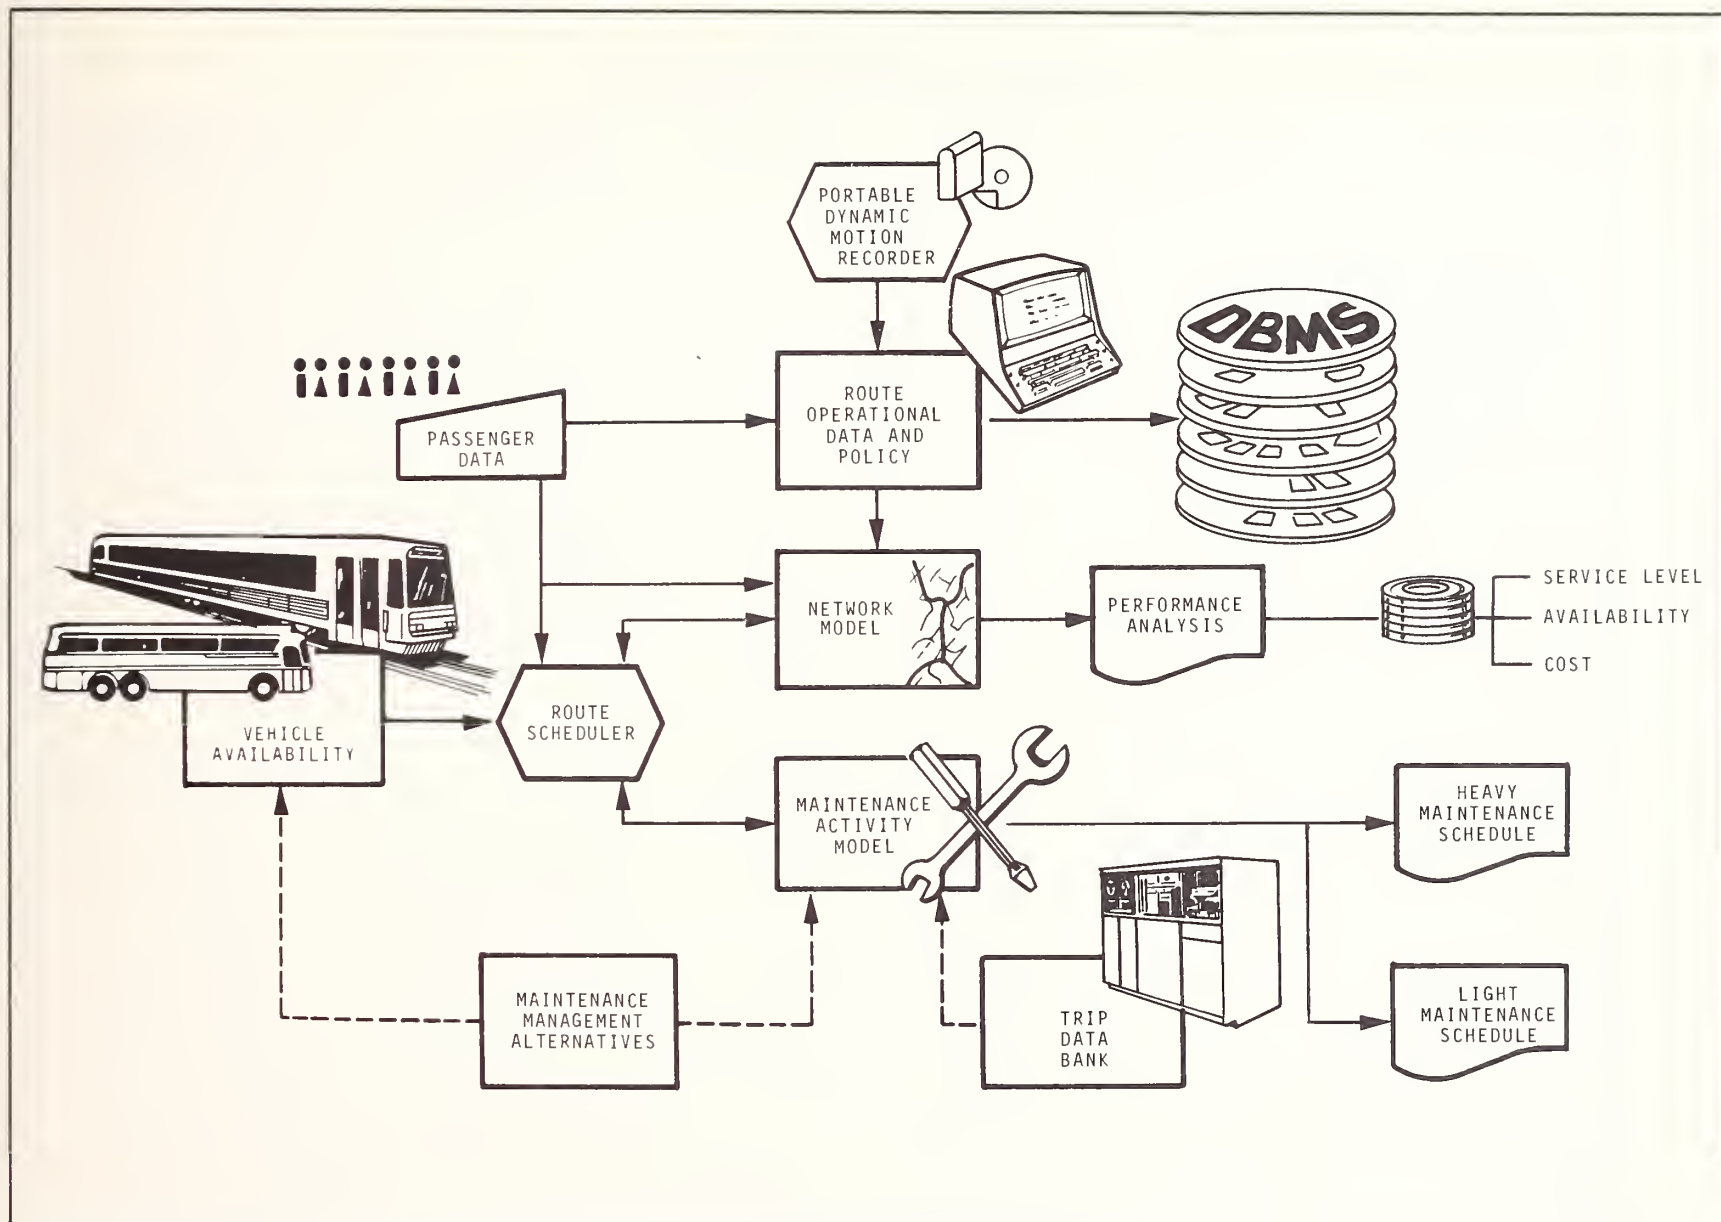 PORTABLE
DYNAMIC
MOTION
RECORDER
DBMS
ROUTE
OPERATIONAL
DATA AND
POLICY
PASSENGER
DATA
NETWORK
MODEL
PERFORMANCE
ANALYSIS
SERVICE LEVEL
AVAILABILITY
COST
ROUTE
SCHEDULER
VEHICLE
AVAILABILITY
MAINTENANCE
ACTIVITY
MODEL
HEAVY
MAINTENANCE
SCHEDULE
MAINTENANCE
MANAGEMENT
ALTERNATIVES
TRIP
DATA
BANK
LIGHT
MAINTENANCE
SCHEDULE